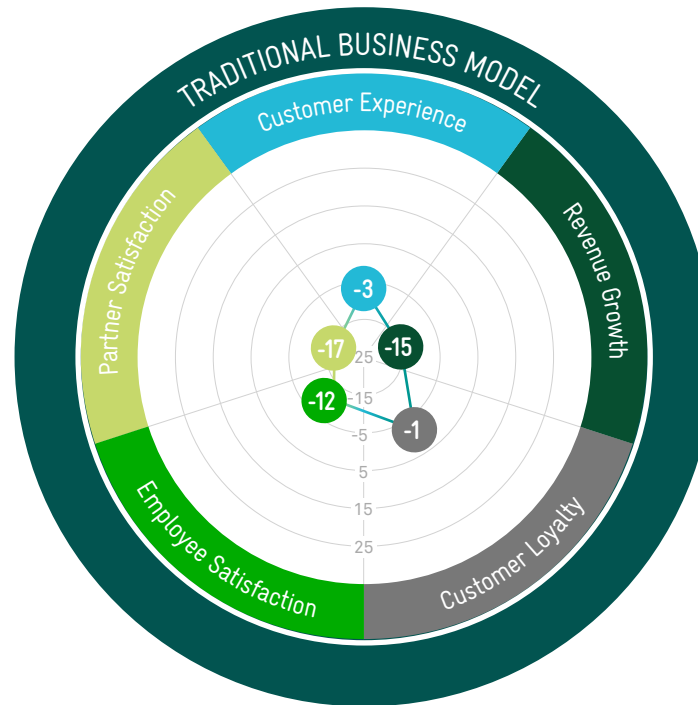 TRADITIONAL BUSINESS MODEL
Customer Experience
Partner Satisfaction
Revenue Growth
-3
-17
-15
25
-12
-15
-1
-5
5
15
25
Employee Satisfaction
Customer Loyalty